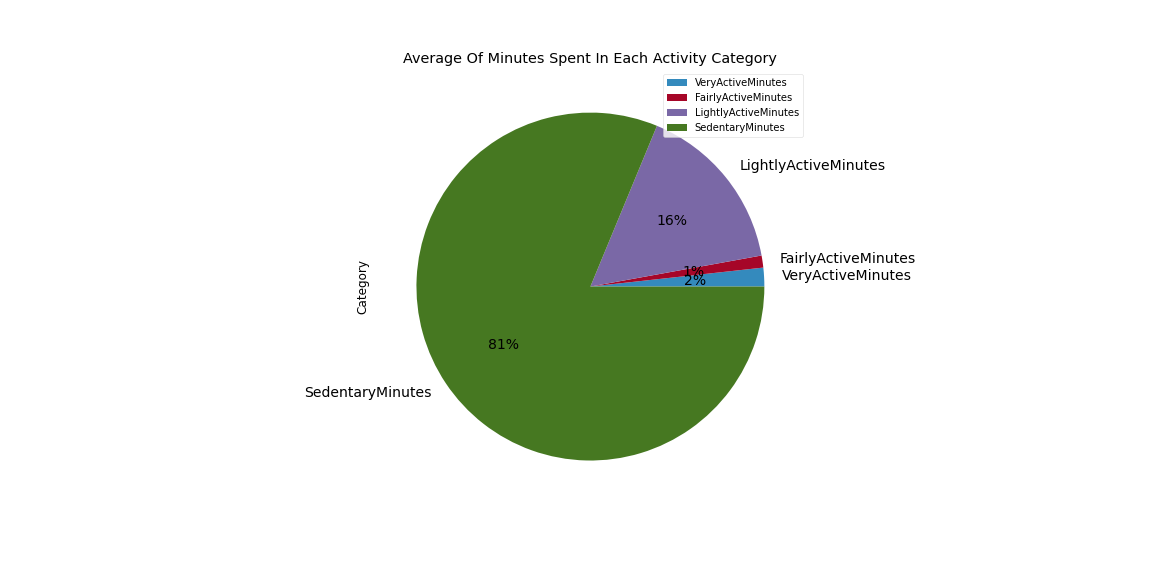 Average Of Minutes Spent In Each Activity Category
VeryActiveMinutes
FairlyActiveMinutes
LightlyActiveMinutes
SedentaryMinutes
LightlyActiveMinutes
16%
FairlyActiveMinutes
1%
VeryActiveMinutes
2%
Category
81%
SedentaryMinutes